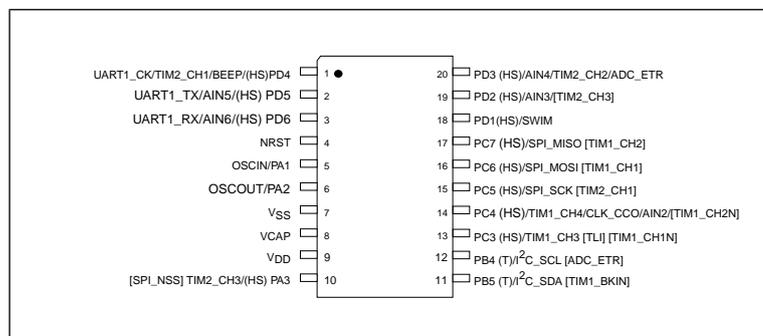 UART1_CK/TIM2_CH1/BEEP/(HS)PD4 1 20 PD3 (HS)/AIN4/TIM2_CH2/ADC_ETR
UART1_TX/AIN5/(HS) PD5 2 19 PD2 (HS)/AIN3/[TIM2_CH3]
UART1_RX/AIN6/(HS) PD6 3 18 PD1(HS)/SWIM
NRST 4 17 PC7 (HS)/SPI_MISO [TIM1_CH2]
OSCIN/PA1 5 16 PC6 (HS)/SPI_MOSI [TIM1_CH1]
OSCOUT/PA2 6 15 PC5 (HS)/SPI_SCK [TIM2_CH1]
VSS 7 14 PC4 (HS)/TIM1_CH4/CLK_CCO/AIN2/[TIM1_CH2N]
VCAP 8 13 PC3 (HS)/TIM1_CH3 [TLI] [TIM1_CH1N]
VDD 9 12 PB4 (T)/I2C_SCL [ADC_ETR]
[SPI_NSS] TIM2_CH3/(HS) PA3 10 11 PB5 (T)/I2C_SDA [TIM1_BKIN]